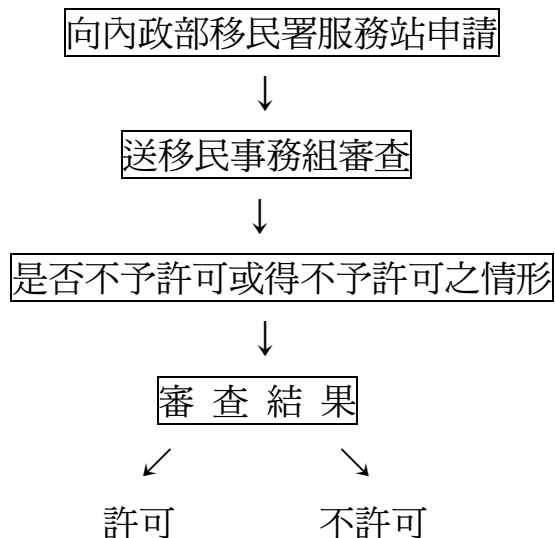 向內政部移民署服務站申請
↓
送移民事務組審查
↓
是否不予許可或得不予許可之情形
↓
審 查 結 果
↙ ↘
許可 不許可